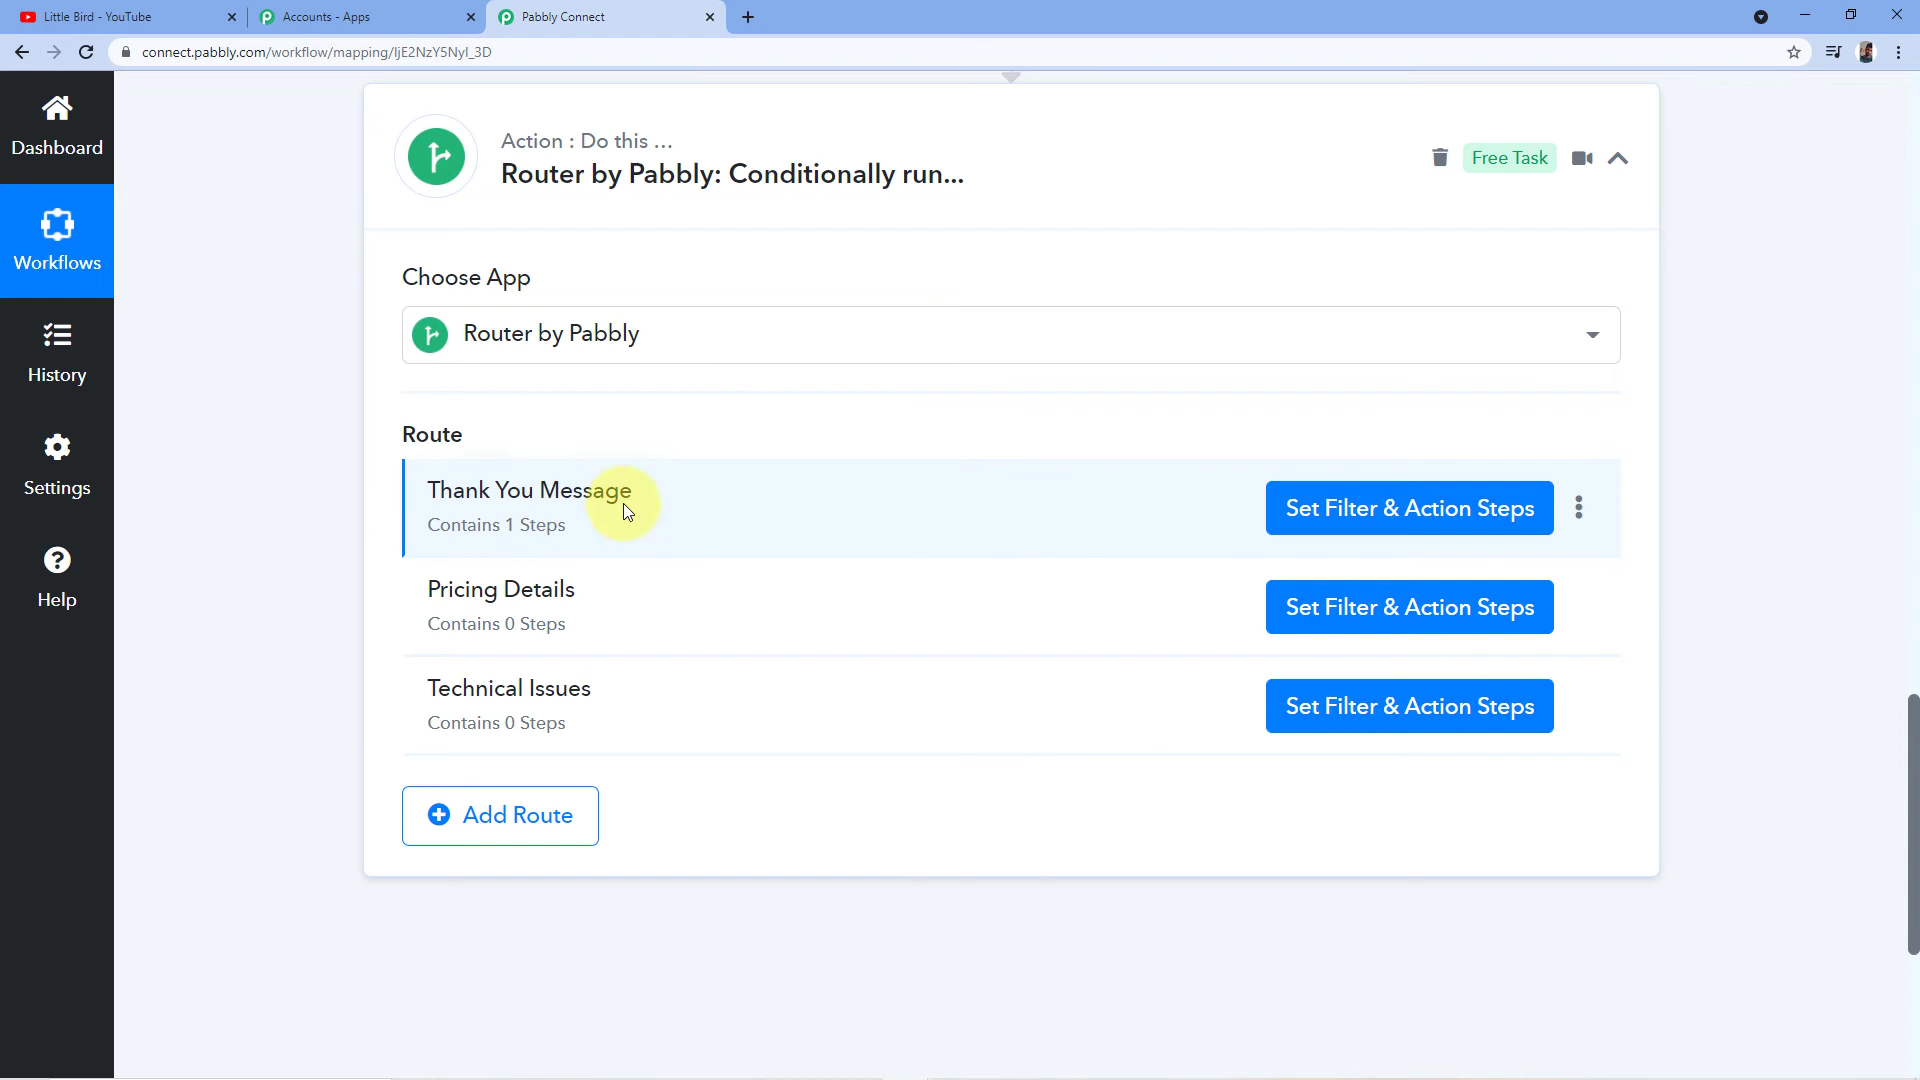 Little Bird - YouTube
Accounts - Apps
Pabbly Connect
connect.pabbly.com/workflow/mapping/IjE2NzY5NyI_3D
Dashboard
Workflows
History
Settings
Help
Action : Do this ...
Router by Pabbly: Conditionally run...
Free Task
Choose App
Router by Pabbly
Route
Thank You Message
Contains 1 Steps
Set Filter & Action Steps
Pricing Details
Contains 0 Steps
Set Filter & Action Steps
Technical Issues
Contains 0 Steps
Set Filter & Action Steps
Add Route